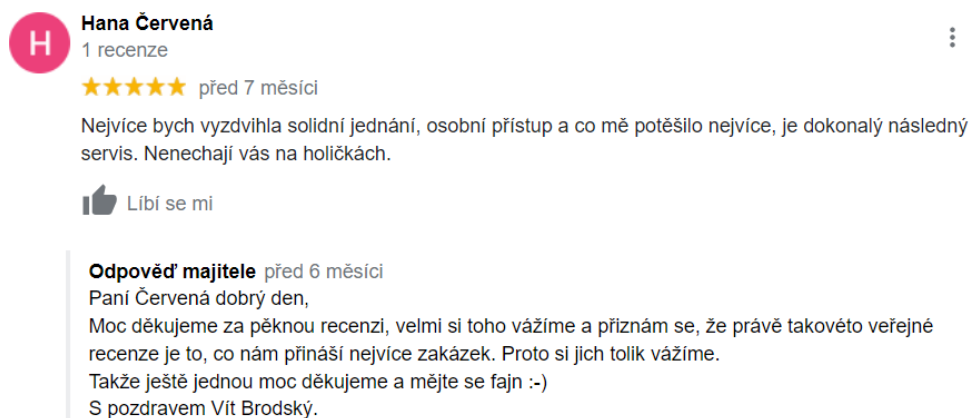 H
Hana Červená
1 recenze
před 7 měsíci
Nejvíce bych vyzdvihla solidní jednání, osobní přístup a co mě potěšilo nejvíce, je dokonalý následný
servis. Nenechají vás na holičkách.
Líbí se mi
Odpověď majitele před 6 měsíci
Paní Červená dobrý den,
Moc děkujeme za pěknou recenzi, velmi si toho vážíme a přiznám se, že právě takovéto veřejné
recenze je to, co nám přináší nejvíce zakázek. Proto si jich tolik vážíme.
Takže ještě jednou moc děkujeme a mějte se fajn :-)
S pozdravem Vít Brodský.